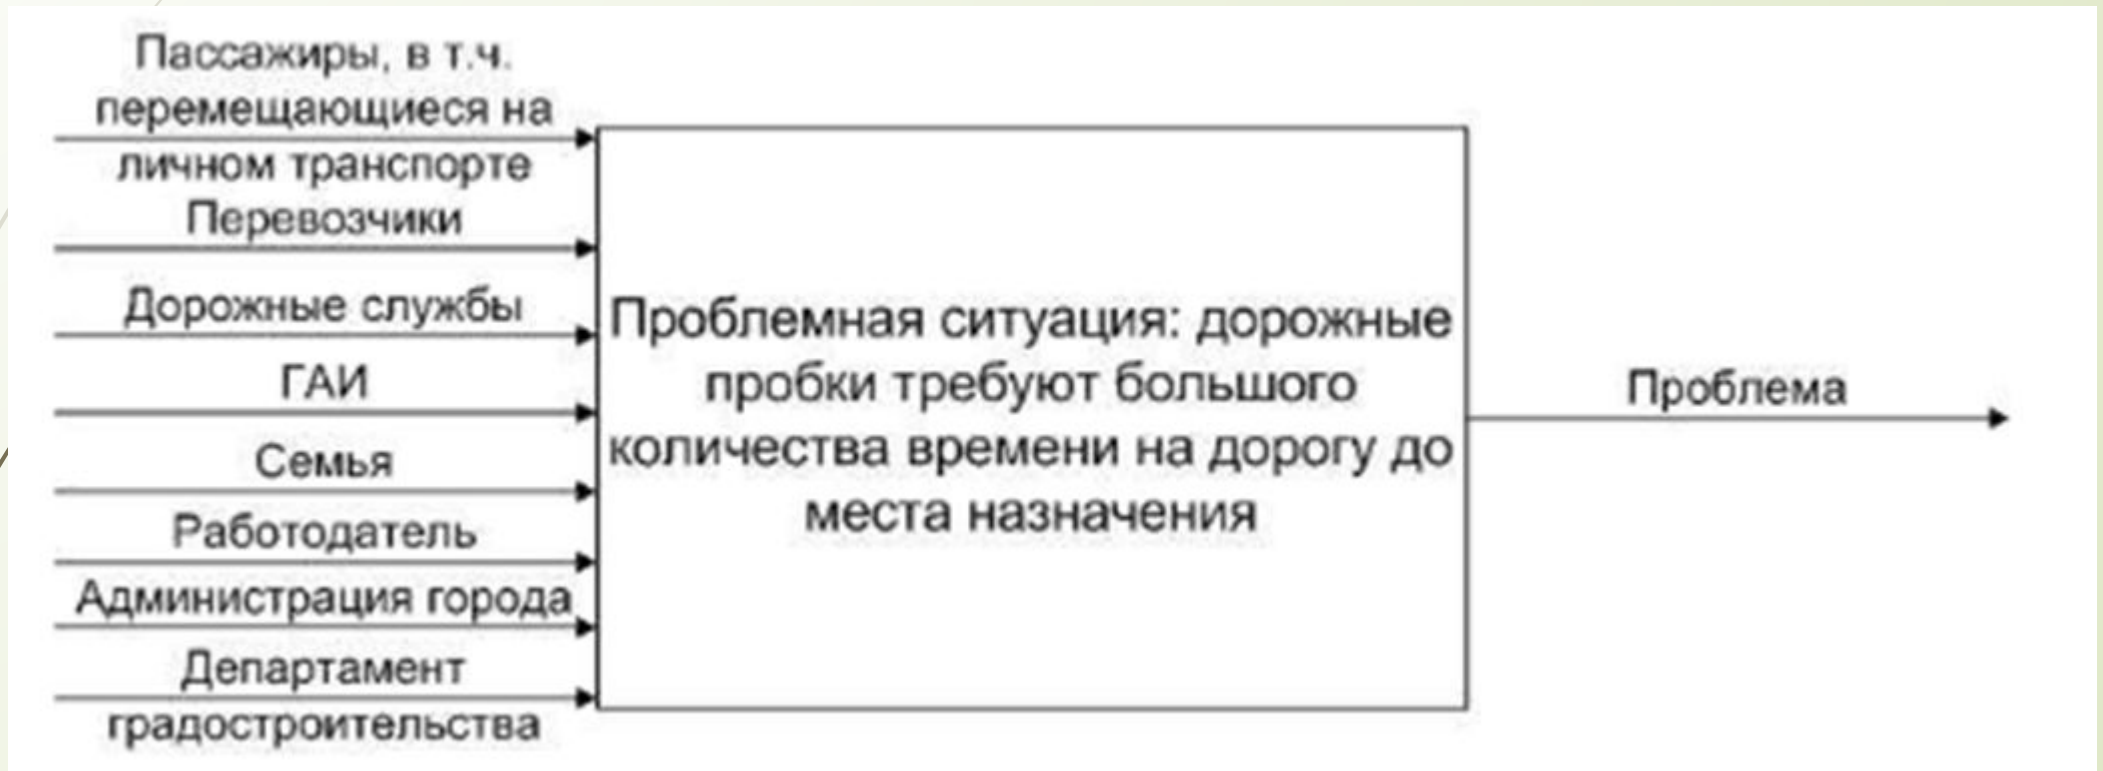 Пассажиры, в т.ч.
перемещающиеся на
личном транспорте
Перевозчики
Дорожные службы
ГАИ
Семья
Работодатель
Администрация города
Департамент
градостроительства
Проблемная ситуация: дорожные
пробки требуют большого
количества времени на дорогу до
места назначения
Проблема